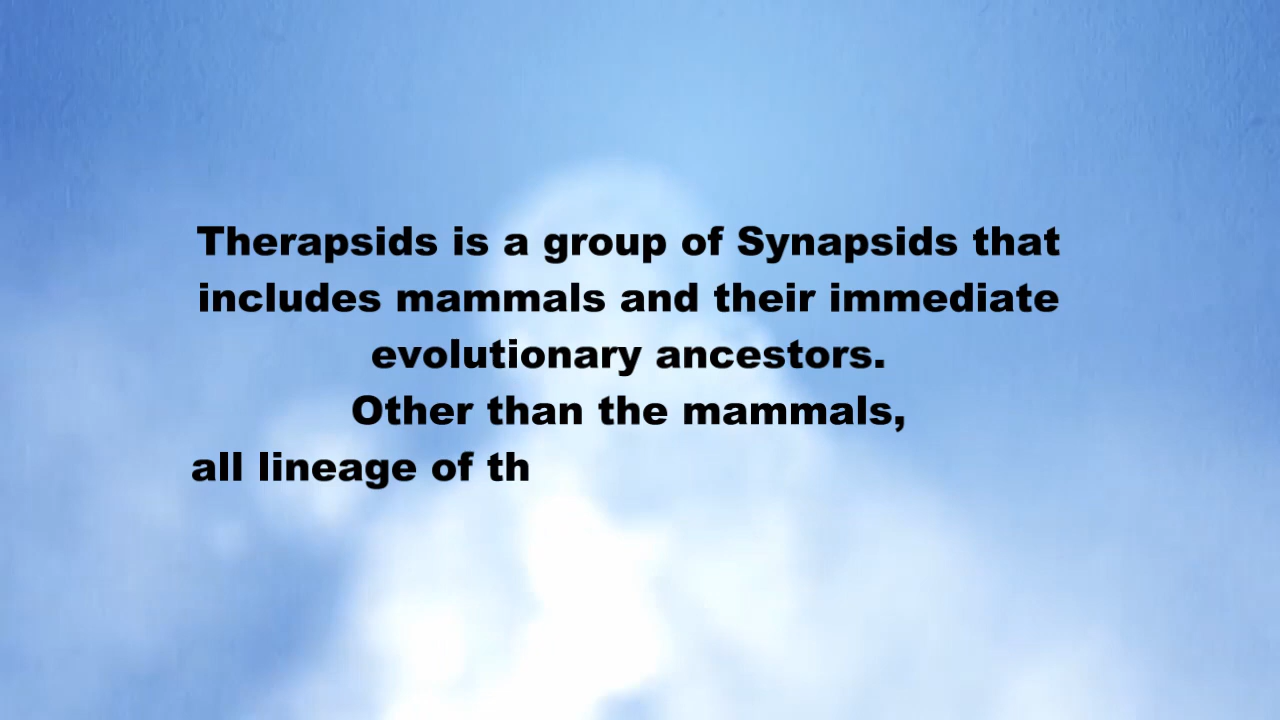 Therapsids is a group of Synapsids that
includes mammals and their immediate
evolutionary ancestors.
Other than the mammals,
all lineage of th